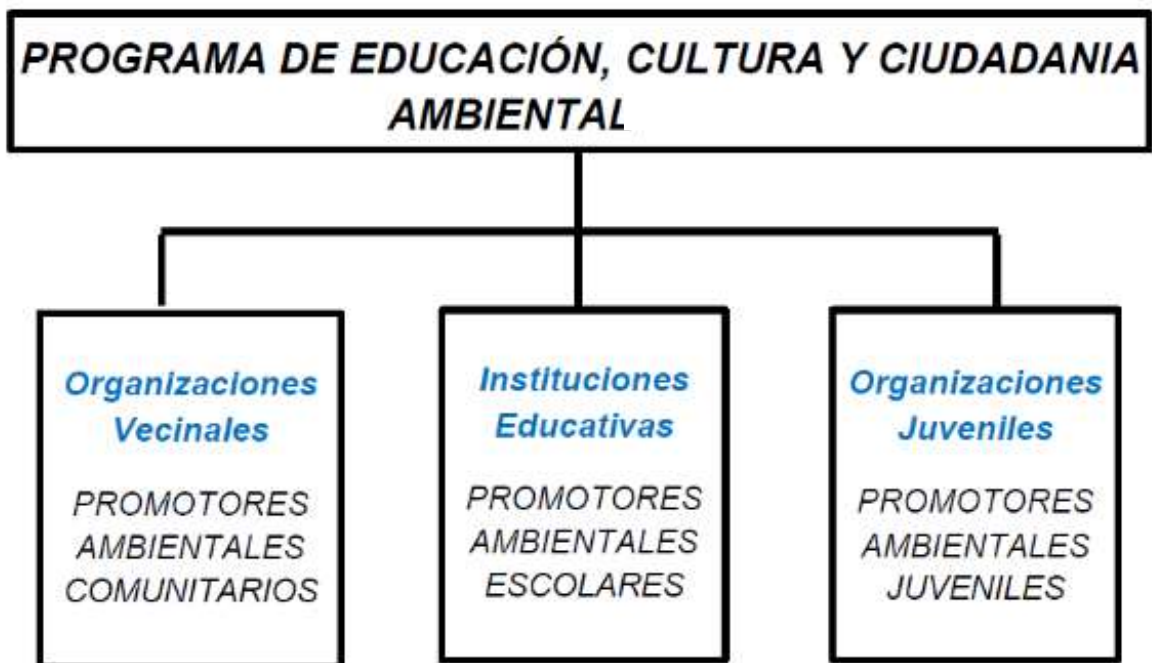 PROGRAMA DE EDUCACIÓN, CULTURA Y CIUDADANIA
AMBIENTAL
Organizaciones
Vecinales
PROMOTORES
AMBIENTALES
COMUNITARIOS
Instituciones
Educativas
PROMOTORES
AMBIENTALES
ESCOLARES
Organizaciones
Juveniles
PROMOTORES
AMBIENTALES
JUVENILES